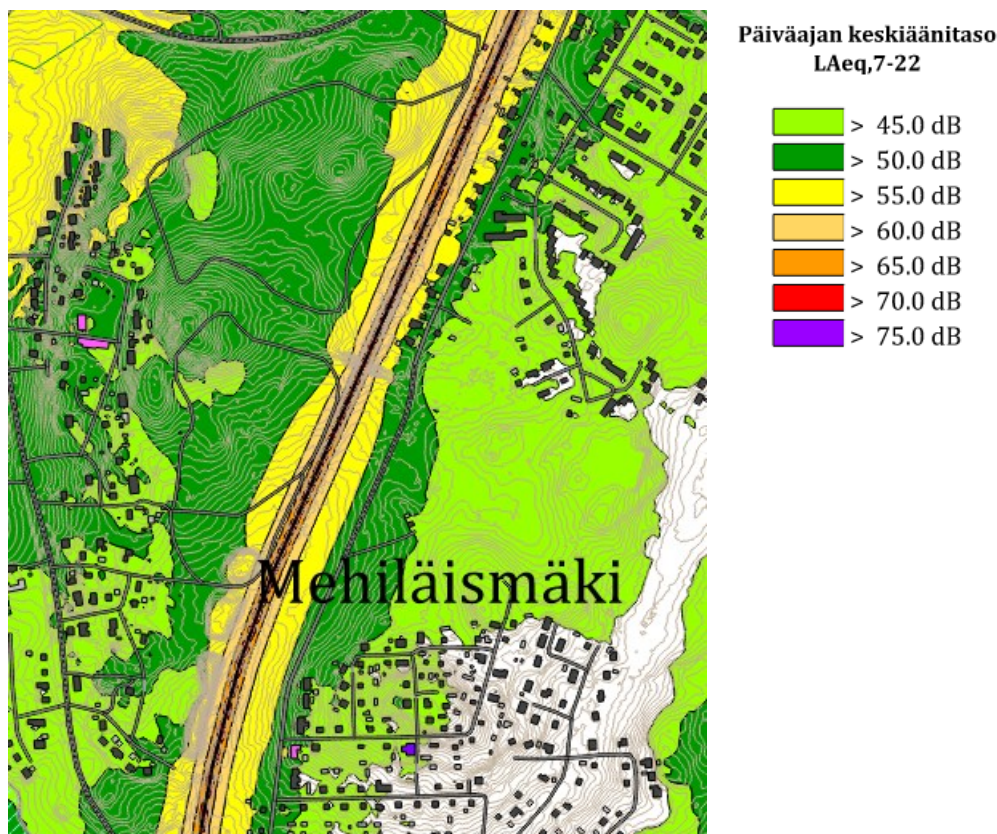 Päiväajan keskiäänitaso
LAeq,7-22
> 45.0 dB
> 50.0 dB
> 55.0 dB
> 60.0 dB
> 65.0 dB
> 70.0 dB
> 75.0 dB
Mehiläismäki